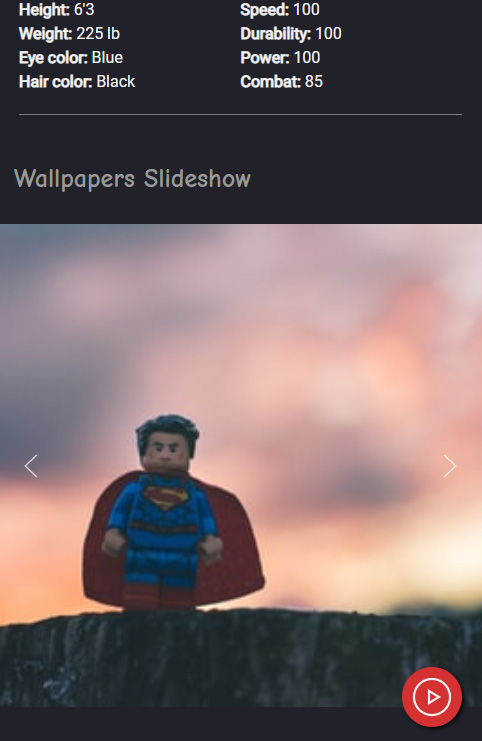 Height: 6'3
Weight: 225 lb
Eye color: Blue
Hair color: Black
Speed: 100
Durability: 100
Power: 100
Combat: 85
Wallpapers Slideshow